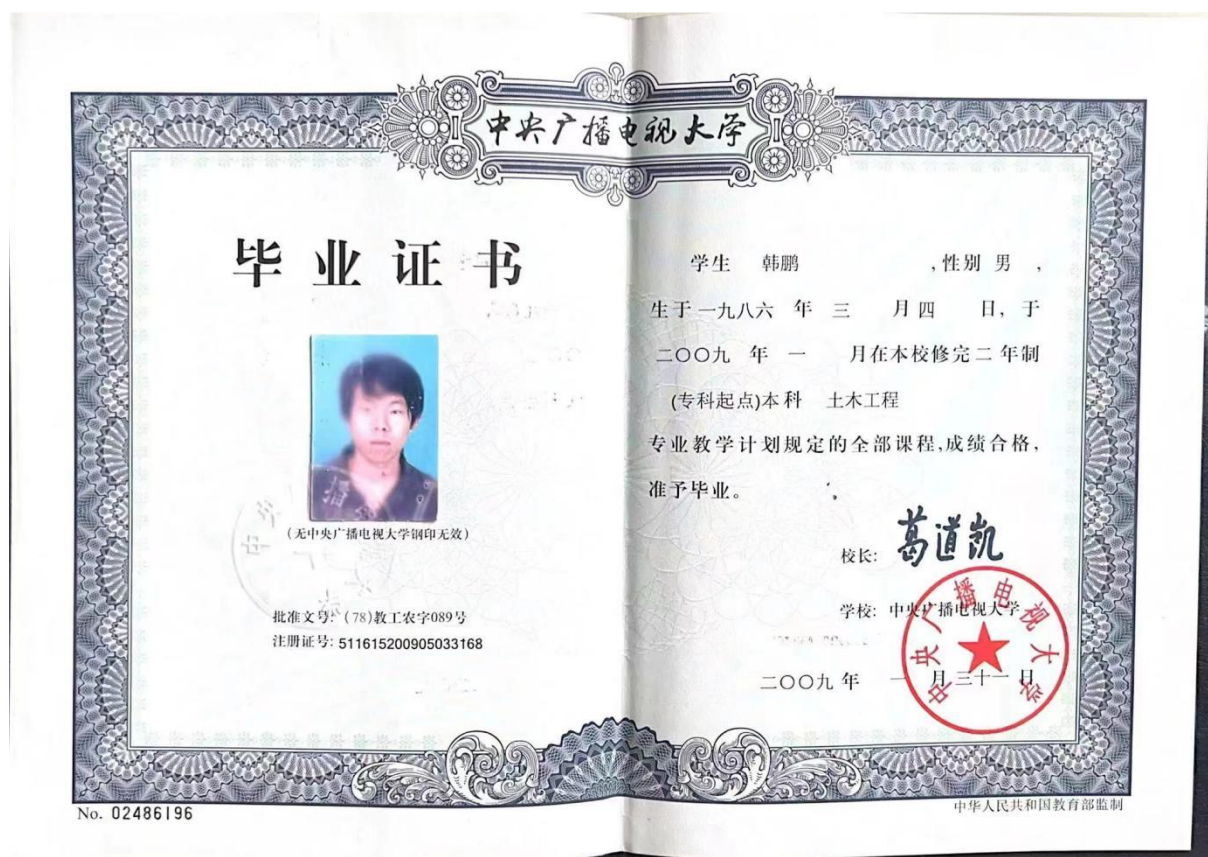 中央广播电视大学
毕业证书
(无中央广播电视大学钢印无效)
批准文号:(78)教工农字089号
注册证号: 511615200905033168
No. 02486196
学生 韩鹏 ,性别 男 ,
生于一九八六 年 三 月四 日, 于
二〇〇九 年 一 月在本校修完二 年制
(专科起点)本科 土木工程
专业教学计划规定的全部课程,成绩合格,
准予毕业。
校长: 葛道凯
学校: 中央广播电视大学
中央广播电视大学
二〇〇九 年 一 月三十一日
中华人民共和国教育部监制